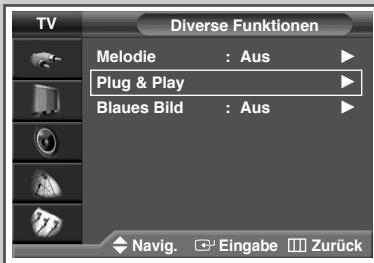 TV Diverse Funktionen
Melodie : Aus
Plug & Play
Blaues Bild : Aus
Navig. Eingabe Zurück